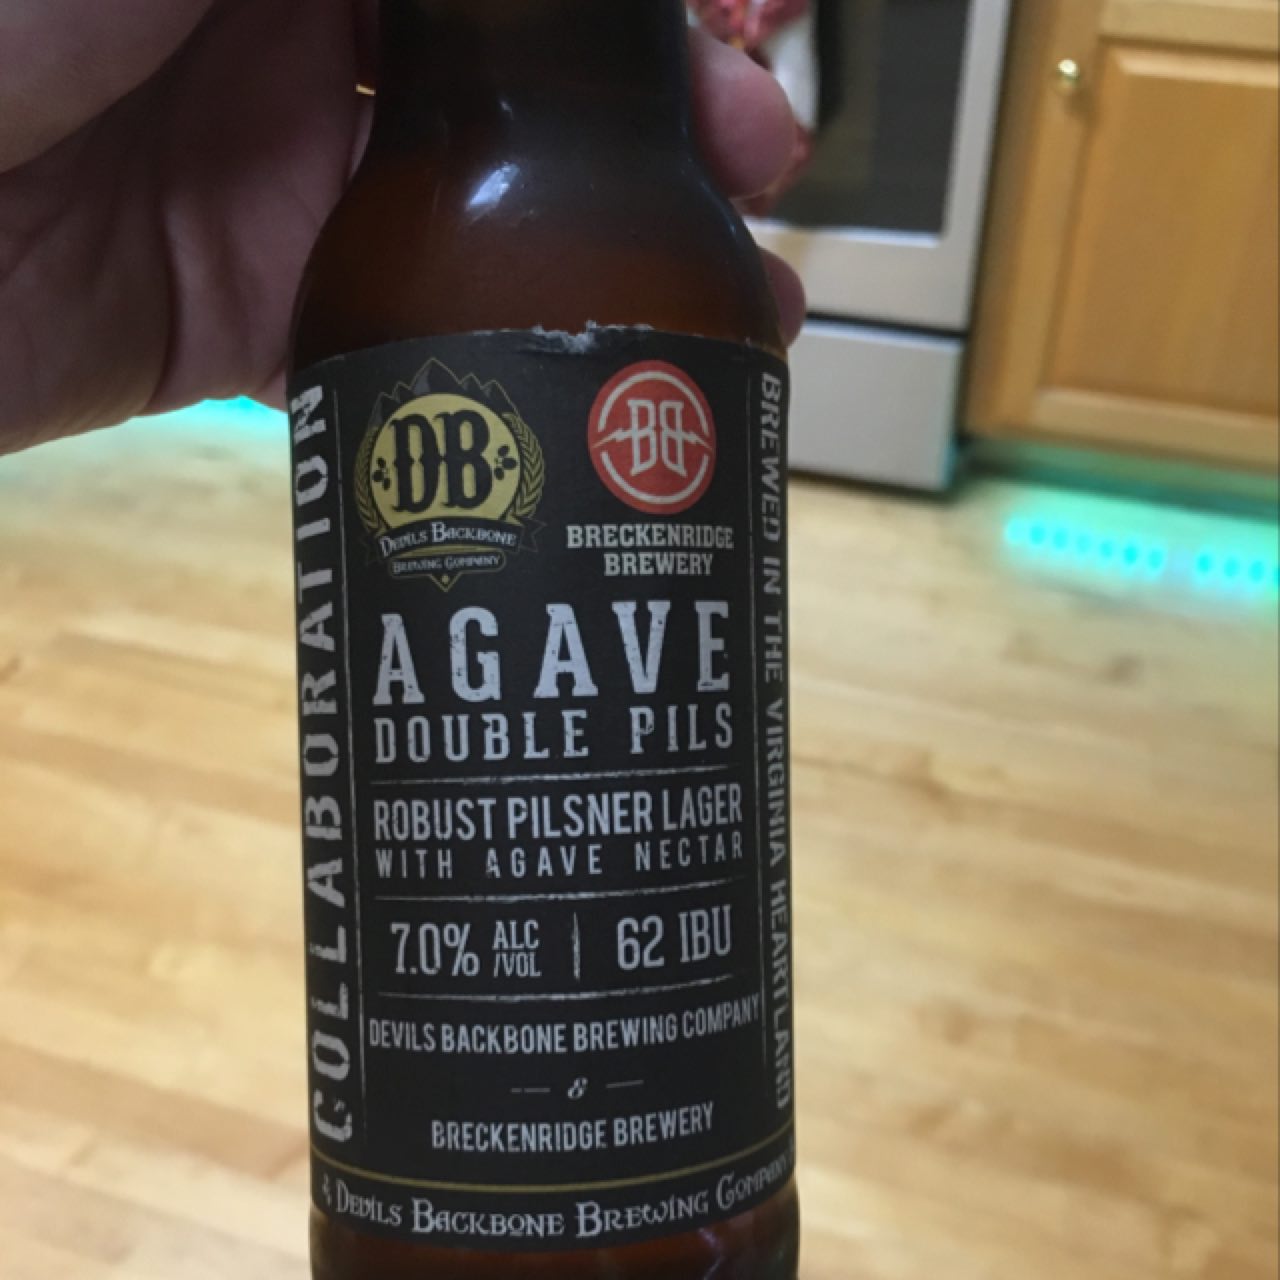 COLLABORATION
DB
DEVILS BACKBONE
BREWING COMPANY
BB
BRECKENRIDGE
BREWERY
AGAVE
DOUBLE PILS
ROBUST PILSNER LAGER
WITH AGAVE NECTAR
7.0% ALC
/VOL
62 IBU
DEVILS BACKBONE BREWING COMPANY
&
BRECKENRIDGE BREWERY
BREWED IN THE VIRGINIA HEARTLAND
DEVILS BACKBONE BREWING COMPANY